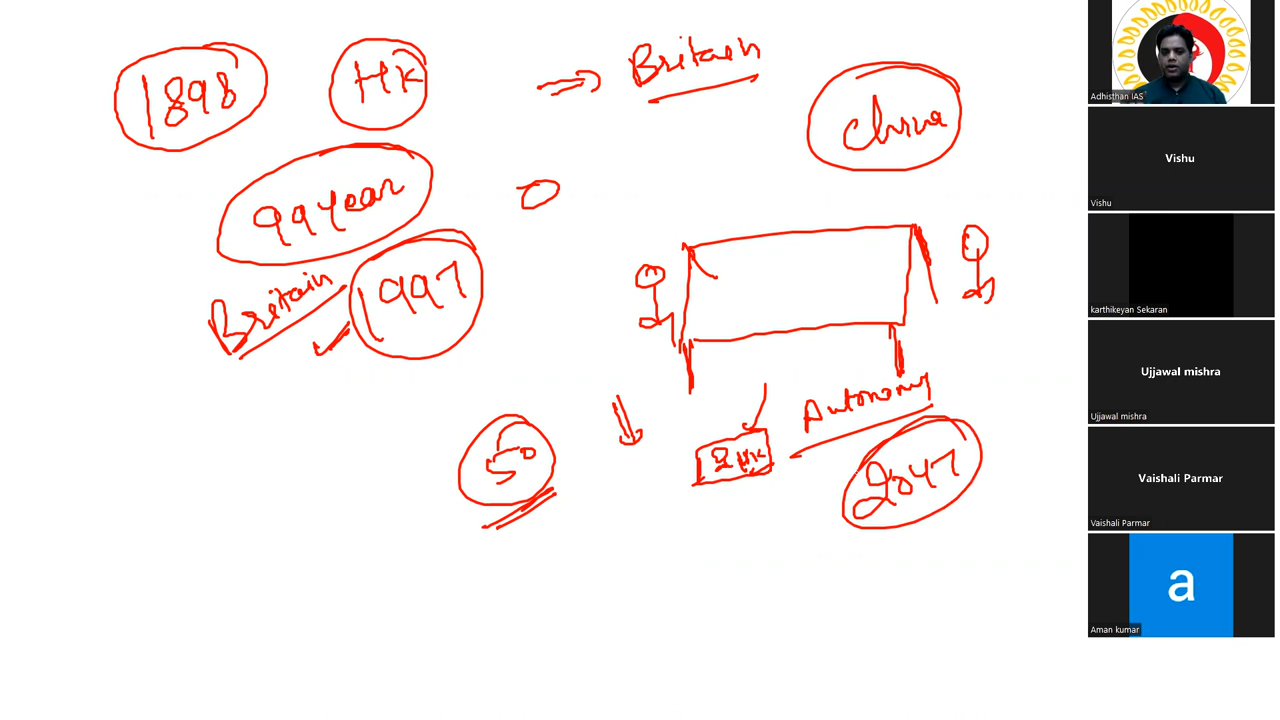 1898
HK
Britain
China
99 year
Britain
1997
50
HK
Autonomy
2047
Adhisthan IAS
Vishu
Vishu
karthikeyan Sekaran
Ujjawal mishra
Ujjawal mishra
Vaishali Parmar
Vaishali Parmar
a
Aman kumar